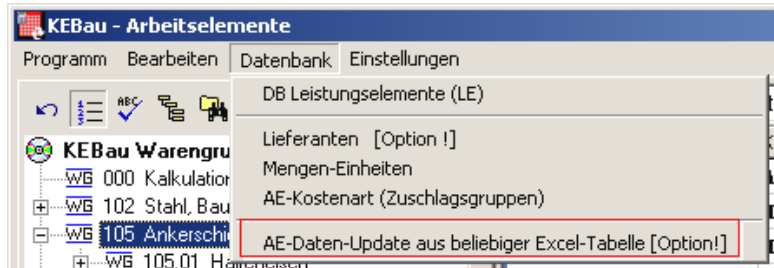 KEBau - Arbeitselemente
Programm Bearbeiten Datenbank Einstellungen
DB Leistungselemente (LE)
Lieferanten [Option !]
Mengen-Einheiten
AE-Kostenart (Zuschlagsgruppen)
AE-Daten-Update aus beliebiger Excel-Tabelle [Option!]
ABC
KEBau Warengru
WG 000 Kalkulation
WG 102 Stahl, Bau
WG 105 Ankerschie
WG 105.01